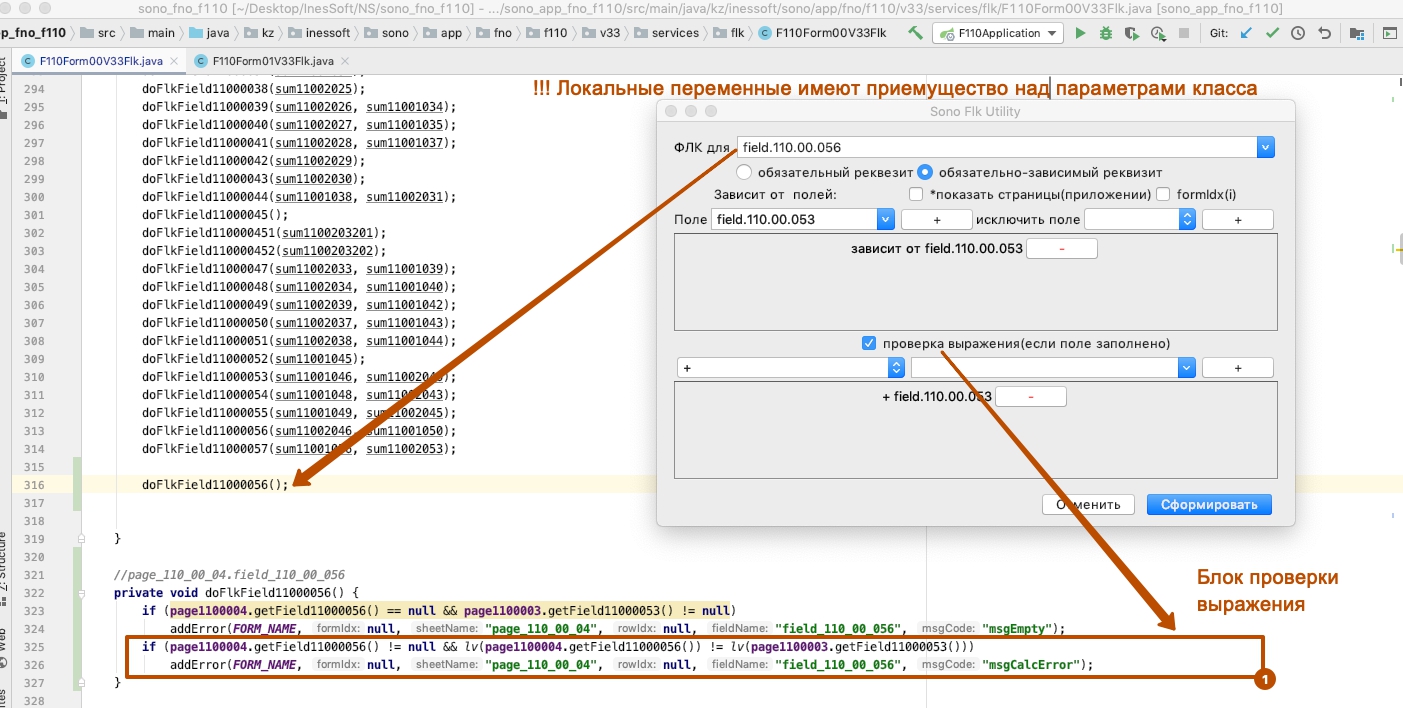 sono_fno_f110 [~/Desktop/InesSoft/NS/sono_fno_f110] - .../sono_app_fno_f110/src/main/java/kz/inessoft/sono/app/fno/f110/v33/services/flk/F110Form00V33Flk.java [sono_app_fno_f110]
pp_fno_f110 src main java kz inessoft sono app fno f110 v33 services flk F110Form00V33Flk F110Application Git:
F110Form00V33Flk.java F110Form01V33Flk.java
1: Project
!!! Локальные переменные имеют приемущество над параметрами класса
294 doFlkField11000038(sum11002025);
295 doFlkField11000039(sum11002026, sum11001034);
296 doFlkField11000040(sum11002027, sum11001035);
297 doFlkField11000041(sum11002028, sum11001037);
298 doFlkField11000042(sum11002029);
299 doFlkField11000043(sum11002030);
300 doFlkField11000044(sum11001038, sum11002031);
301 doFlkField11000045();
302 doFlkField110000451(sum1100203201);
303 doFlkField110000452(sum1100203202);
304 doFlkField11000047(sum11002033, sum11001039);
305 doFlkField11000048(sum11002034, sum11001040);
306 doFlkField11000049(sum11002039, sum11001042);
307 doFlkField11000050(sum11002037, sum11001043);
308 doFlkField11000051(sum11002038, sum11001044);
309 doFlkField11000052(sum11001045);
310 doFlkField11000053(sum11001046,
311 doFlkField11000054(sum11001048,
312 doFlkField11000055(sum11001049, sum11002045);
313 doFlkField11000056(sum11002046, sum11001050);
314 doFlkField11000057( sum11002053);
315
316 doFlkField11000056();
317
318
319 }
320
321 //page_110_00_04.field_110_00_056
322 private void doFlkField11000056() {
323 if (page1100004.getField11000056() == null && page1100003.getField11000053() != null)
324 addError(FORM_NAME, formIdx: null, sheetName: "page_110_00_04", rowIdx: null, fieldName: "field_110_00_056", msgCode: "msgEmpty");
325 if (page1100004.getField11000056() != null && lv(page1100004.getField11000056()) != lv(page1100003.getField11000053()))
326 addError(FORM_NAME, formIdx: null, sheetName: "page_110_00_04", rowIdx: null, fieldName: "field_110_00_056", msgCode: "msgCalcError");
327 }
328
Sono Flk Utility
ФЛК для field.110.00.056
обязательный реквезит обязательно-зависимый реквизит
Зависит от полей: *показать страницы(приложении) formIdx(i)
Поле field.110.00.053 + исключить поле +
зависит от field.110.00.053 -
проверка выражения(если поле заполнено)
+ +
+ field.110.00.053 -
Отменить Сформировать
Блок проверки
выражения
1
Z: Structure
Web